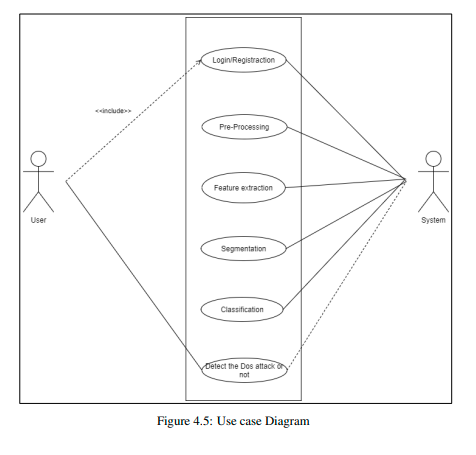 Login/Registraction
<<include>>
Pre-Processing
Feature extraction
User
System
Segmentation
Classification
Detect the Dos attack or
not
Figure 4.5: Use case Diagram